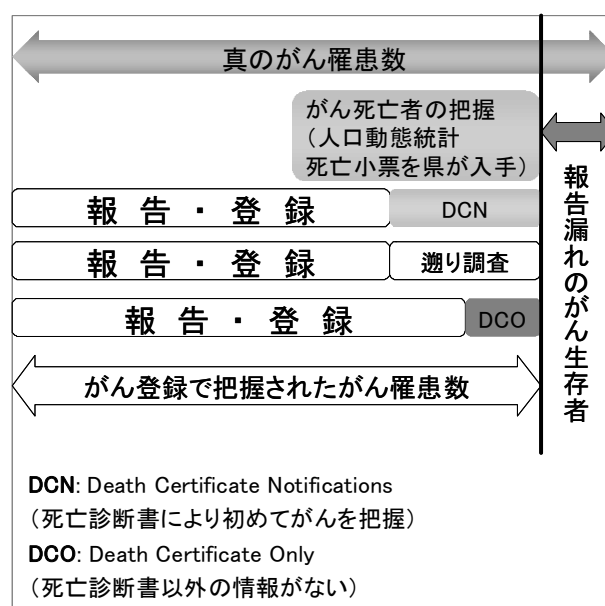 真のがん罹患数
がん死亡者の把握
（人口動態統計
死亡小票を県が入手）
報告漏れのがん生存者
報 告 ・ 登 録
DCN
報 告 ・ 登 録
遡り調査
報 告 ・ 登 録
DCO
がん登録で把握されたがん罹患数
DCN: Death Certificate Notifications
（死亡診断書により初めてがんを把握）
DCO: Death Certificate Only
（死亡診断書以外の情報がない）